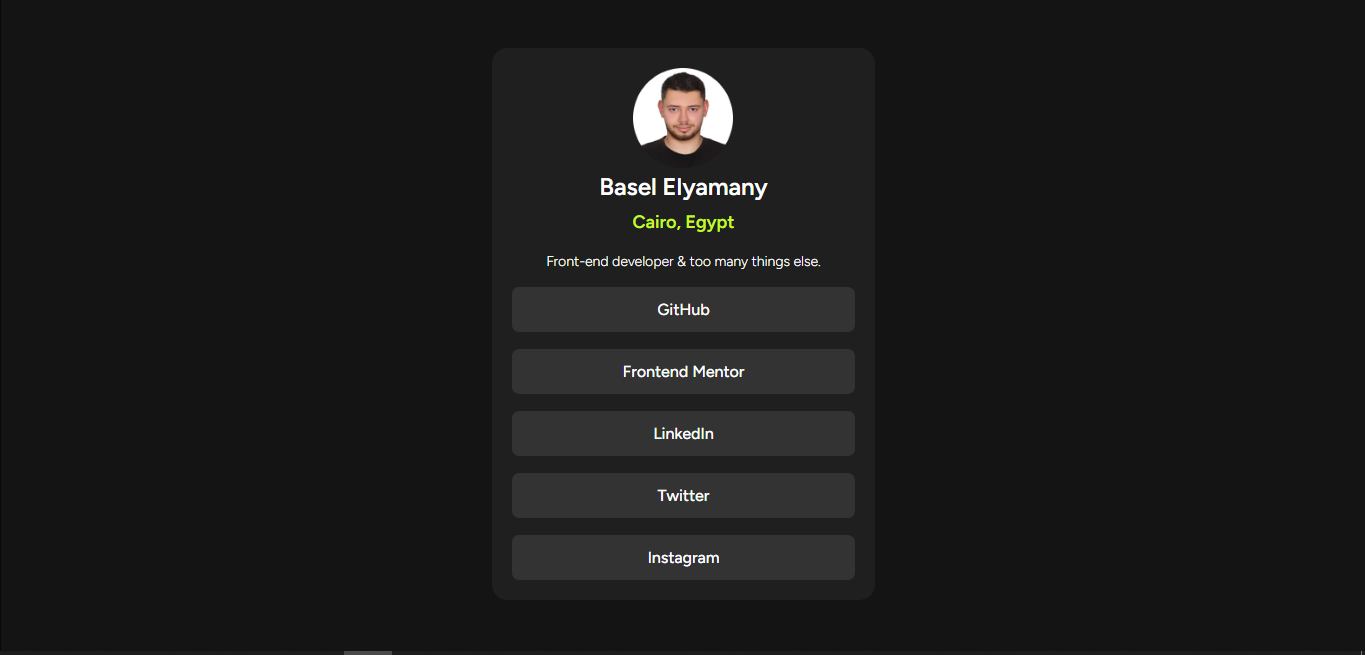 Basel Elyamany
Cairo, Egypt
Front-end developer & too many things else.
GitHub
Frontend Mentor
LinkedIn
Twitter
Instagram